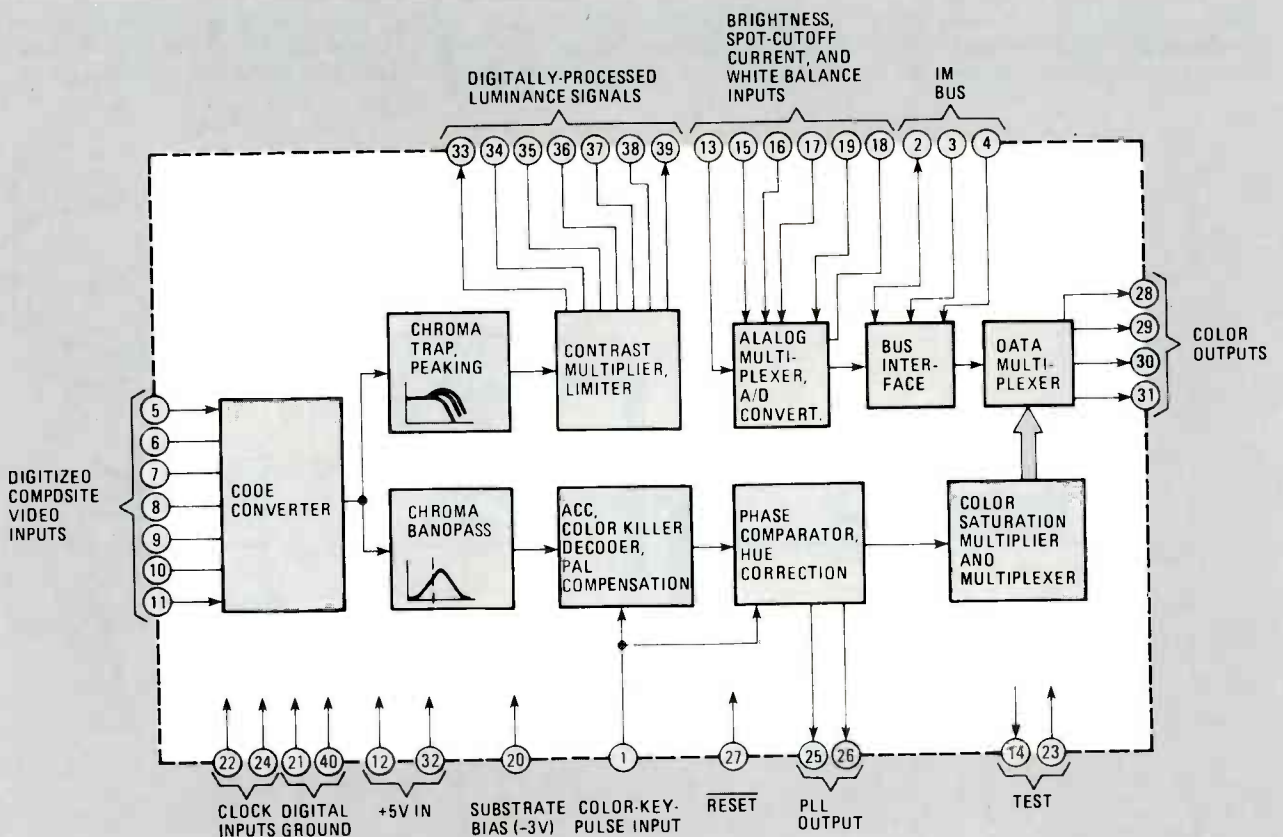 BRIGHTNESS,
SPOT-CUTOFF
CURRENT, AND
WHITE BALANCE
INPUTS
DIGITALLY-PROCESSED
LUMINANCE SIGNALS
IM
BUS
33 34 35 36 37 38 39
13 15 16 17 19 18
2 3 4
CHROMA
TRAP,
PEAKING
CONTRAST
MULTIPLIER,
LIMITER
ALALOG
MULTI-
PLEXER,
A/D
CONVERT.
BUS
INTER-
FACE
OATA
MULTI-
PLEXER
28
29
30
31
COLOR
OUTPUTS
DIGITIZEO
COMPOSITE
VIDEO
INPUTS
5
6
7
8
9
10
11
COOE
CONVERTER
CHROMA
BANOPASS
ACC,
COLOR KILLER
DECOOER,
PAL
COMPENSATION
PHASE
COMPARATOR,
HUE
CORRECTION
COLOR
SATURATION
MULTIPLIER
AND
MULTIPLEXER
22 24 21 40 12 32 20 1 27 25 26 14 23
CLOCK
INPUTS
DIGITAL
GROUND
+5V IN
SUBSTRATE
BIAS (-3V)
COLOR-KEY-
PULSE INPUT
RESET
PLL
OUTPUT
TEST